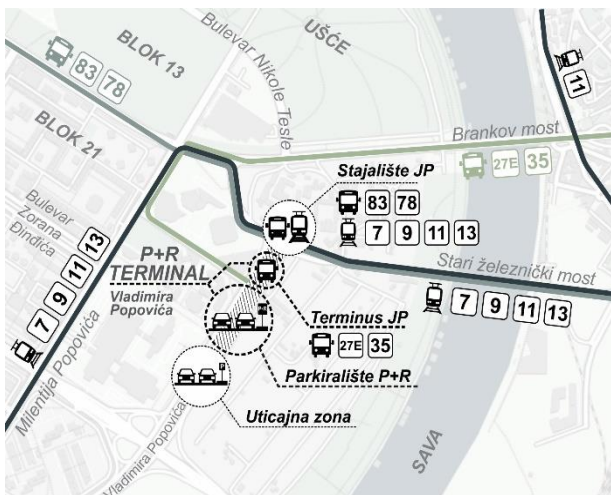 UŠĆE
BLOK 13
Bulevar Nikole Tesle
83 78
11
BLOK 21
Brankov most
27E 35
Stajalište JP
83 78
7 9 11 13
Bulevar
Zorana
Đinđića
P+R
TERMINAL
Vladimira
Popovića
Stari železnički most
7 9 11 13
7 9 11 13
Terminus JP
27E 35
Parkiralište P+R
Milentija Popovića
Uticajna zona
Vladimira Popovića
SAVA